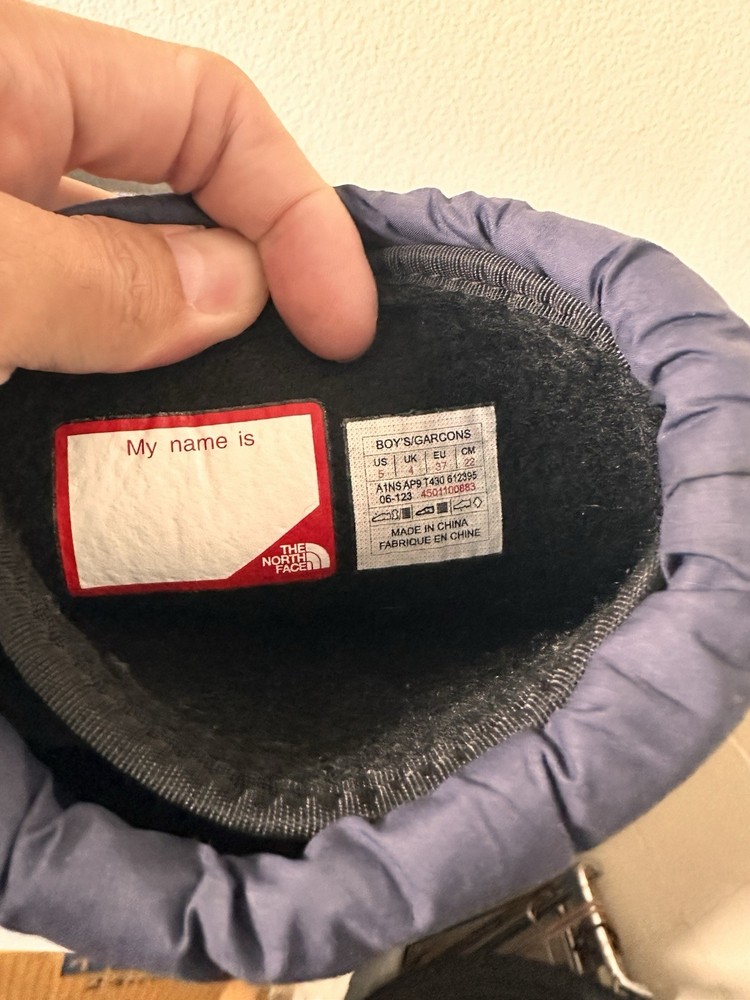 My name is
THE
NORTH
FACE
BOY'S/GARCONS
US UK EU CM
5 4 37 22
A1NS AP9 T430 612395
06-123 4501100683
MADE IN CHINA
FABRIQUE EN CHINE